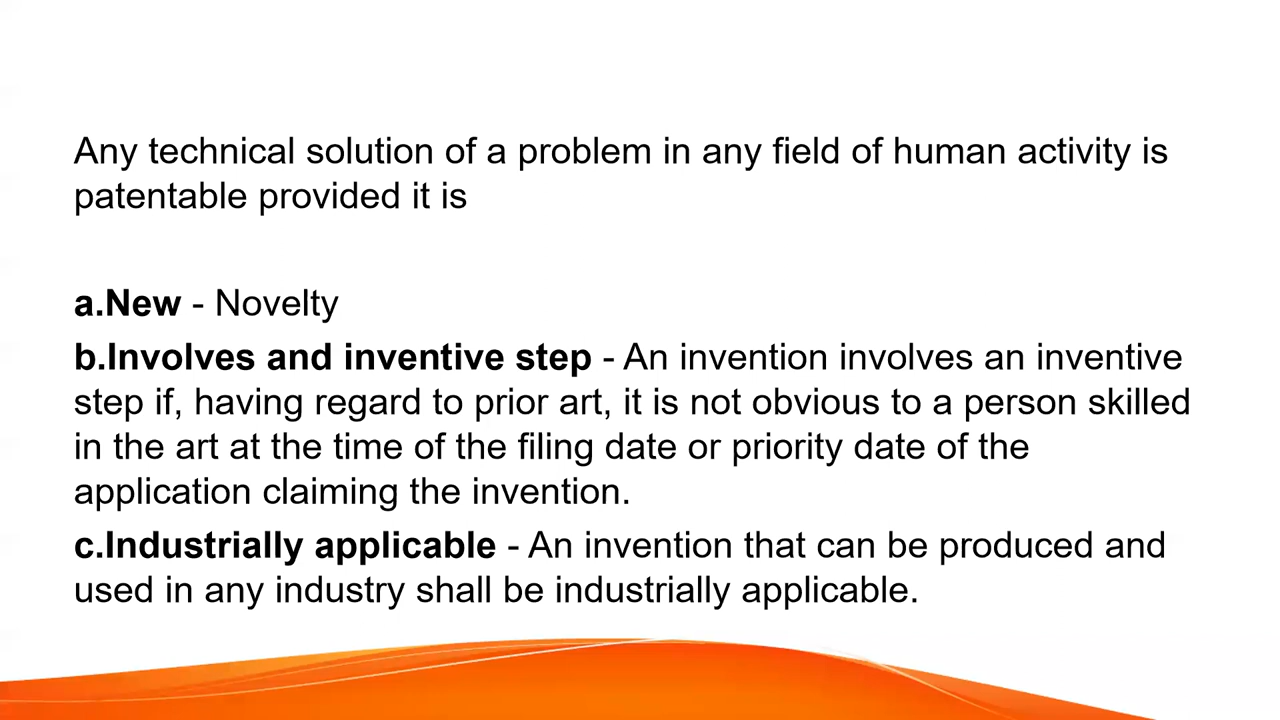 Any technical solution of a problem in any field of human activity is
patentable provided it is
a.New - Novelty
b.Involves and inventive step - An invention involves an inventive
step if, having regard to prior art, it is not obvious to a person skilled
in the art at the time of the filing date or priority date of the
application claiming the invention.
c.Industrially applicable - An invention that can be produced and
used in any industry shall be industrially applicable.